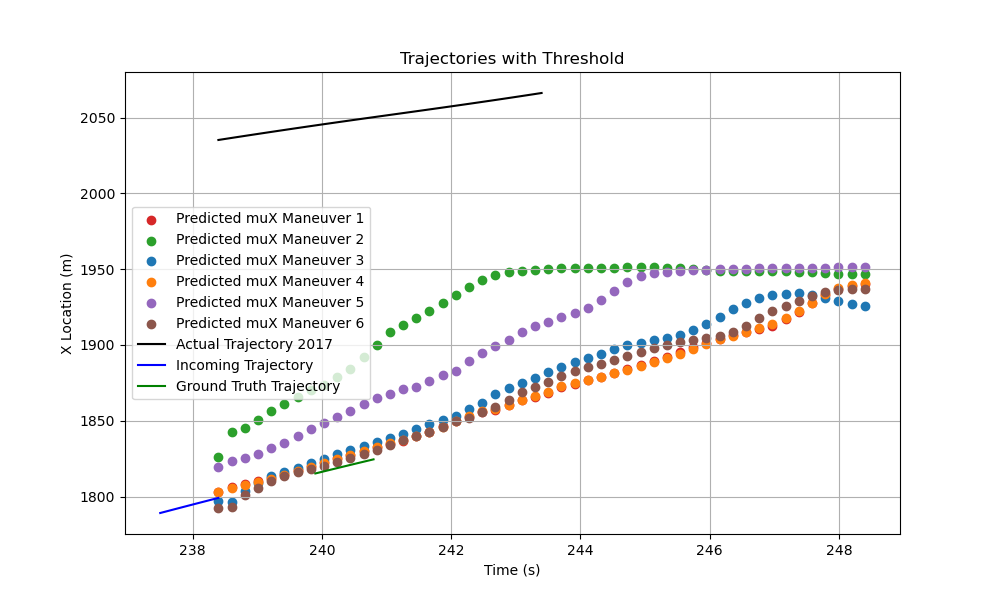 Trajectories with Threshold
X Location (m)
2050
2000
1950
1900
1850
1800
Predicted muX Maneuver 1
Predicted muX Maneuver 2
Predicted muX Maneuver 3
Predicted muX Maneuver 4
Predicted muX Maneuver 5
Predicted muX Maneuver 6
Actual Trajectory 2017
Incoming Trajectory
Ground Truth Trajectory
238 240 242 244 246 248
Time (s)